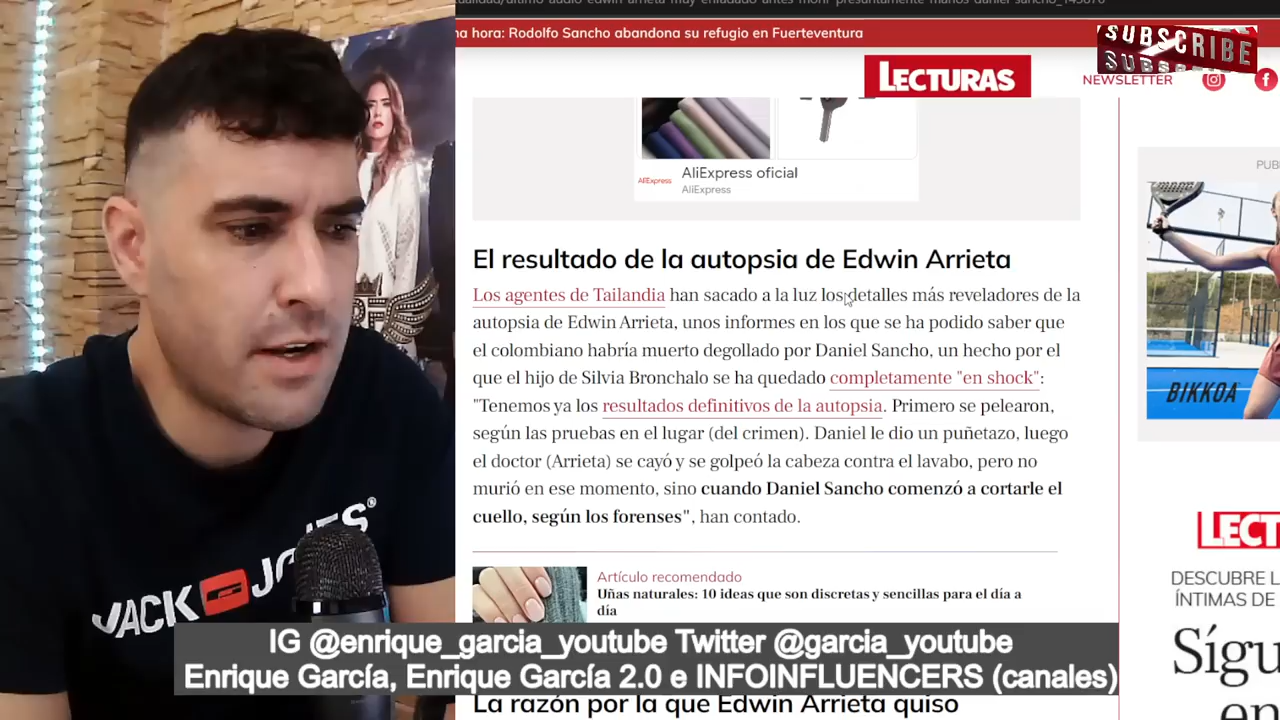 na hora: Rodolfo Sancho abandona su refugio en Fuerteventura
SUBSCRIBE
LECTURAS
NEWSLETTER
AliExpress oficial
AliExpress
AliExpress
El resultado de la autopsia de Edwin Arrieta
Los agentes de Tailandia han sacado a la luz los detalles más reveladores de la
autopsia de Edwin Arrieta, unos informes en los que se ha podido saber que
el colombiano habría muerto degollado por Daniel Sancho, un hecho por el
que el hijo de Silvia Bronchalo se ha quedado completamente "en shock":
"Tenemos ya los resultados definitivos de la autopsia. Primero se pelearon,
según las pruebas en el lugar (del crimen). Daniel le dio un puñetazo, luego
el doctor (Arrieta) se cayó y se golpeó la cabeza contra el lavabo, pero no
murió en ese momento, sino cuando Daniel Sancho comenzó a cortarle el
cuello, según los forenses", han contado.
Artículo recomendado
Uñas naturales: 10 ideas que son discretas y sencillas para el día a
día
La razón por la que Edwin Arrieta quiso
PUB
BIKKOA
LECT
DESCUBRE L
ÍNTIMAS DE
Sígu
en
JACK JONES
IG @enrique_garcia_youtube Twitter @garcia_youtube
Enrique García, Enrique García 2.0 e INFOINFLUENCERS (canales)